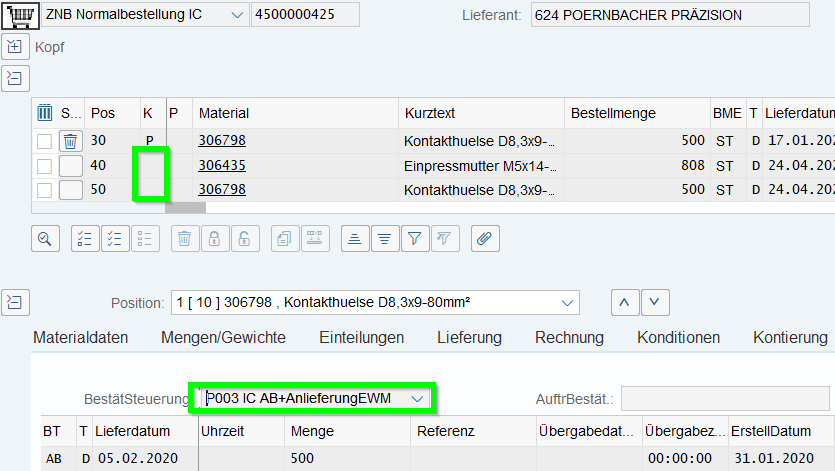 ZNB Normalbestellung IC 4500000425 Lieferant: 624 POERNBACHER PRÄZISION
Kopf
S... Pos K P Material Kurztext Bestellmenge BME T Lieferdatum
30 P 306798 Kontakthuelse D8,3x9-... 500 ST D 17.01.202
40 306435 Einpressmutter M5x14-... 808 ST D 24.04.202
50 306798 Kontakthuelse D8,3x9-... 500 ST D 24.04.202
Position: 1 [ 10 ] 306798 , Kontakthuelse D8,3x9-80mm²
Materialdaten Mengen/Gewichte Einteilungen Lieferung Rechnung Konditionen Kontierung
BestätSteuerung P003 IC AB+AnlieferungEWM AuftrBestät.:
BT T Lieferdatum Uhrzeit Menge Referenz Übergabedat... Übergabez... ErstellDatum
AB D 05.02.2020 500 00:00:00 31.01.2020